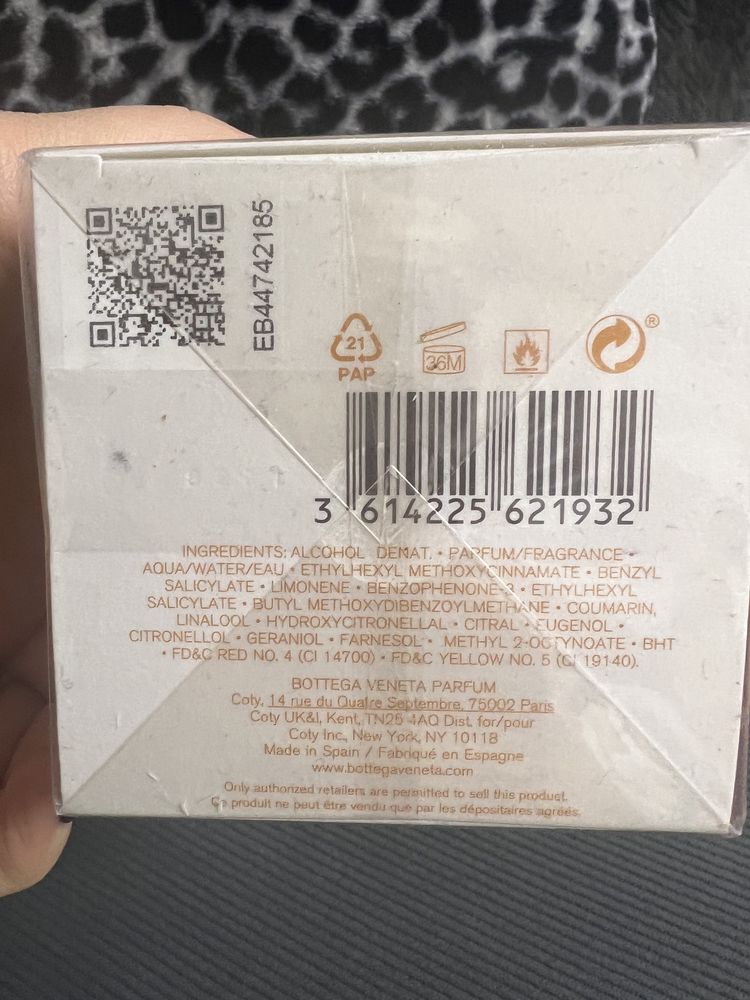 EB44742185
21
PAP
36M
®
3 614225 621932
INGREDIENTS: ALCOHOL DENAT. • PARFUM/FRAGRANCE •
AQUA/WATER/EAU • ETHYLHEXYL METHOXYCINNAMATE • BENZYL
SALICYLATE • LIMONENE • BENZOPHENONE-3 • ETHYLHEXYL
SALICYLATE • BUTYL METHOXYDIBENZOYLMETHANE • COUMARIN,
LINALOOL • HYDROXYCITRONELLAL • CITRAL • EUGENOL •
CITRONELLOL • GERANIOL • FARNESOL • METHYL 2-OCTYNOATE • BHT
• FD&C RED NO. 4 (CI 14700) • FD&C YELLOW NO. 5 (CI 19140).
BOTTEGA VENETA PARFUM
Coty, 14 rue du Quatre Septembre, 75002 Paris
Coty UK&I, Kent, TN25 4AQ Dist. for/pour
Coty Inc., New York, NY 10118
Made in Spain / Fabriqué en Espagne
www.bottegaveneta.com
Only authorized retailers are permitted to sell this product.
Ce produit ne peut être vendu que par les dépositaires agréés.